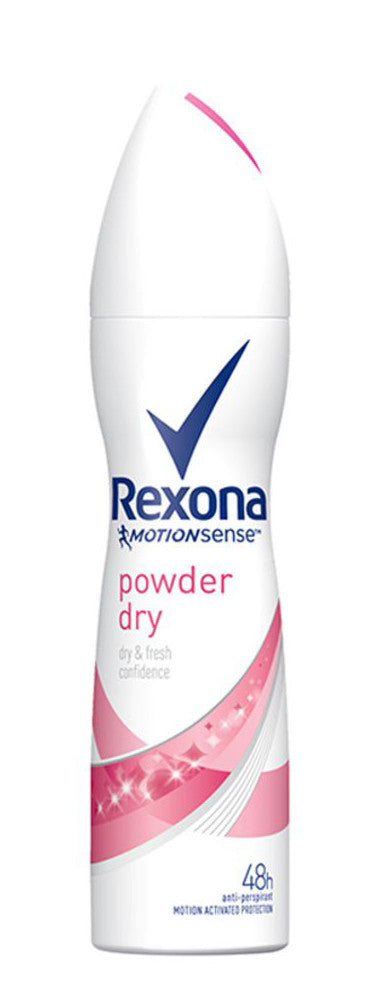 Rexona
MOTIONsense™
powder
dry
dry & fresh
confidence
48h
anti-perspirant
MOTION ACTIVATED PROTECTION